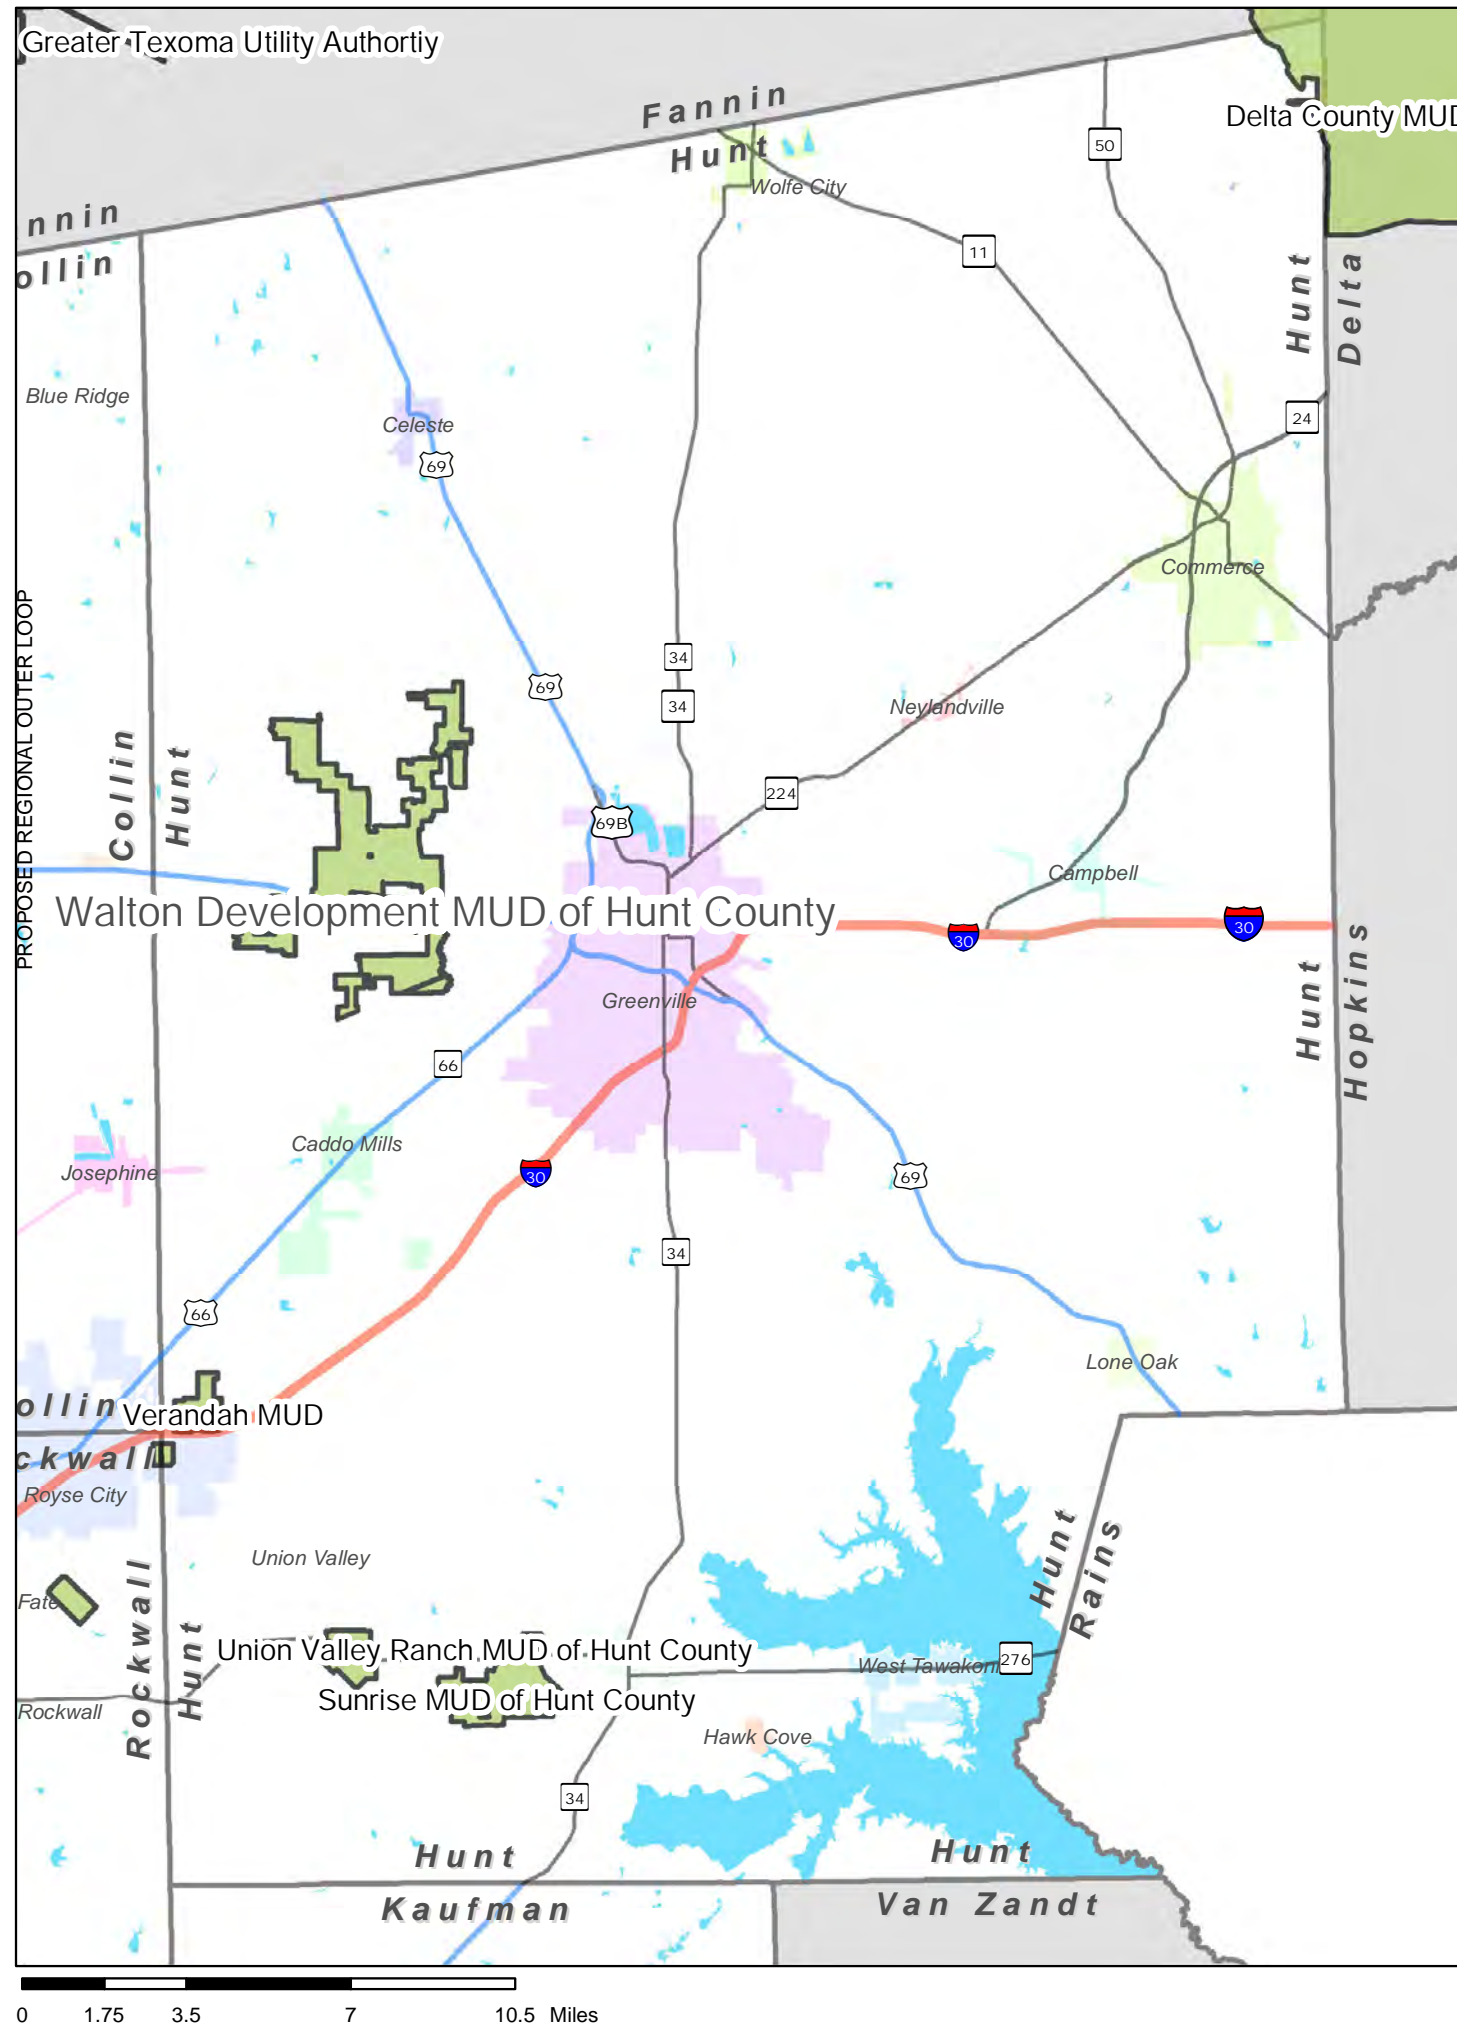 Greater Texoma Utility Authortiy
Fannin
Delta County MUD
50
Hunt
Wolfe City
nnin
11
ollin
Hunt
Delta
Blue Ridge
24
Celeste
69
Commerce
PROPOSED REGIONAL OUTER LOOP
34
69
34
Neylandville
Collin
Hunt
224
69B
Campbell
Walton Development MUD of Hunt County
30
30
Greenville
Hunt
Hopkins
66
Caddo Mills
Josephine
30
69
34
66
Lone Oak
ollin
Verandah MUD
ckwall
Royse City
Union Valley
Hunt
Rains
Fate
Rockwall
Hunt
Union Valley Ranch MUD of Hunt County
276
West Tawakoni
Sunrise MUD of Hunt County
Rockwall
Hawk Cove
34
Hunt
Hunt
Kaufman
Van Zandt
0 1.75 3.5 7 10.5 Miles